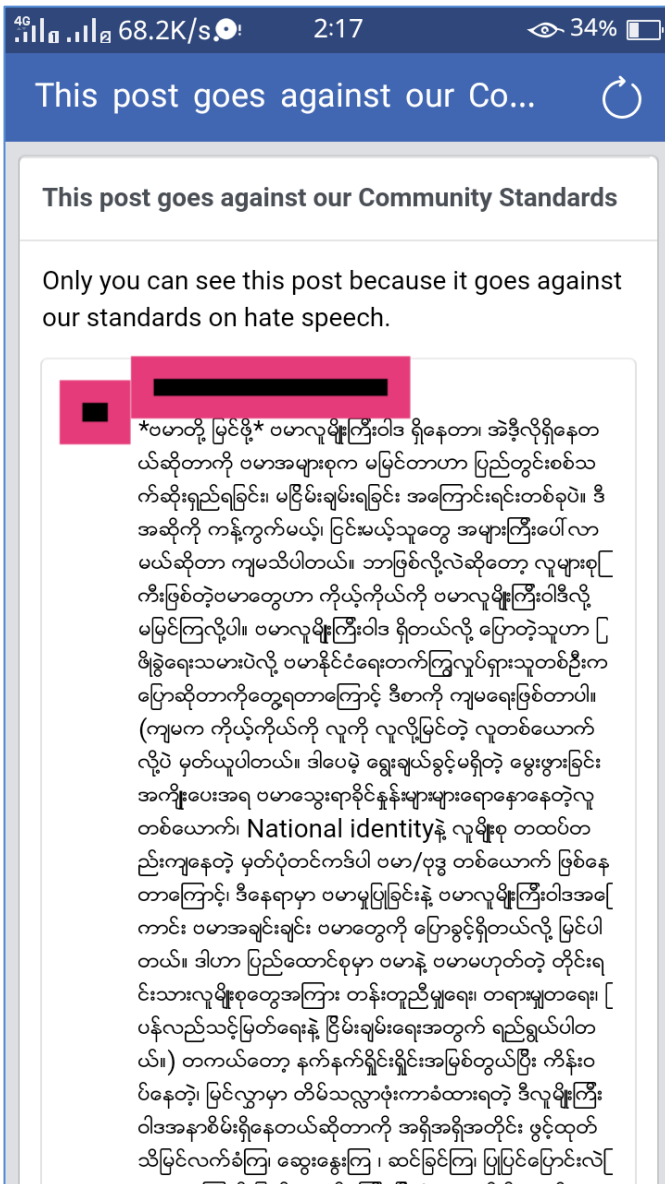 4G 68.2K/s 2:17 34%
This post goes against our Co...
This post goes against our Community Standards
Only you can see this post because it goes against
our standards on hate speech.
*ဗမာတို့ မြင်ဖို့* ဗမာလူမျိုးကြီးဝါဒ ရှိနေတာ၊ အဲဒီ့လိုရှိနေတ
ယ်ဆိုတာကို ဗမာအများစုက မမြင်တာဟာ ပြည်တွင်းစစ်သ
က်ဆိုးရှည်ရခြင်း၊ မငြိမ်းချမ်းရခြင်း အကြောင်းရင်းတစ်ခုပဲ။ ဒီ
အဆိုကို ကန့်ကွက်မယ့်၊ ငြင်းမယ့်သူတွေ အများကြီးပေါ်လာ
မယ်ဆိုတာ ကျမသိပါတယ်။ ဘာဖြစ်လို့လဲဆိုတော့ လူများစုြ
ကီးဖြစ်တဲ့ဗမာတွေဟာ ကိုယ့်ကိုယ်ကို ဗမာလူမျိုးကြီးဝါဒီလို့
မမြင်ကြလို့ပါ။ ဗမာလူမျိုးကြီးဝါဒ ရှိတယ်လို့ ပြောတဲ့သူဟာ ြ
ဖိုခွဲရေးသမားပဲလို့ ဗမာနိုင်ငံရေးတက်ကြွလှုပ်ရှားသူတစ်ဦးက
ပြောဆိုတာကိုတွေ့ရတာကြောင့် ဒီစာကို ကျမရေးဖြစ်တာပါ။
(ကျမက ကိုယ့်ကိုယ်ကို လူကို လူလို့မြင်တဲ့ လူတစ်ယောက်
လို့ပဲ မှတ်ယူပါတယ်။ ဒါပေမဲ့ ရွေးချယ်ခွင့်မရှိတဲ့ မွေးဖွားခြင်း
အကျိုးပေးအရ ဗမာသွေးရာခိုင်နှုန်းများများရောနှောနေတဲ့လူ
တစ်ယောက်၊ National identityနဲ့ လူမျိုးစု တထပ်တ
ည်းကျနေတဲ့ မှတ်ပုံတင်ကဒ်ပါ ဗမာ/ဗုဒ္ဓ တစ်ယောက် ဖြစ်နေ
တာကြောင့်၊ ဒီနေရာမှာ ဗမာမှုပြုခြင်းနဲ့ ဗမာလူမျိုးကြီးဝါဒအြေ
ကာင်း ဗမာအချင်းချင်း ဗမာတွေကို ပြောခွင့်ရှိတယ်လို့ မြင်ပါ
တယ်။ ဒါဟာ ပြည်ထောင်စုမှာ ဗမာနဲ့ ဗမာမဟုတ်တဲ့ တိုင်းရ
င်းသားလူမျိုးစုတွေအကြား တန်းတူညီမျှရေး၊ တရားမျှတရေး၊ ြ
ပန်လည်သင့်မြတ်ရေးနဲ့ ငြိမ်းချမ်းရေးအတွက် ရည်ရွယ်ပါတ
ယ်။) တကယ်တော့ နက်နက်ရှိုင်းရှိုင်းအမြစ်တွယ်ပြီး ကိန်းဝ
ပ်နေတဲ့၊ မြင်လွှာမှာ တိမ်သလ္လာဖုံးကာခံထားရတဲ့ ဒီလူမျိုးကြီး
ဝါဒအနာစိမ်းရှိနေတယ်ဆိုတာကို အရှိအရှိအတိုင်း ဖွင့်ထုတ်
သိမြင်လက်ခံကြ၊ ဆွေးနွေးကြ ၊ ဆင်ခြင်ကြ၊ ပြုပြင်ပြောင်းလဲြ